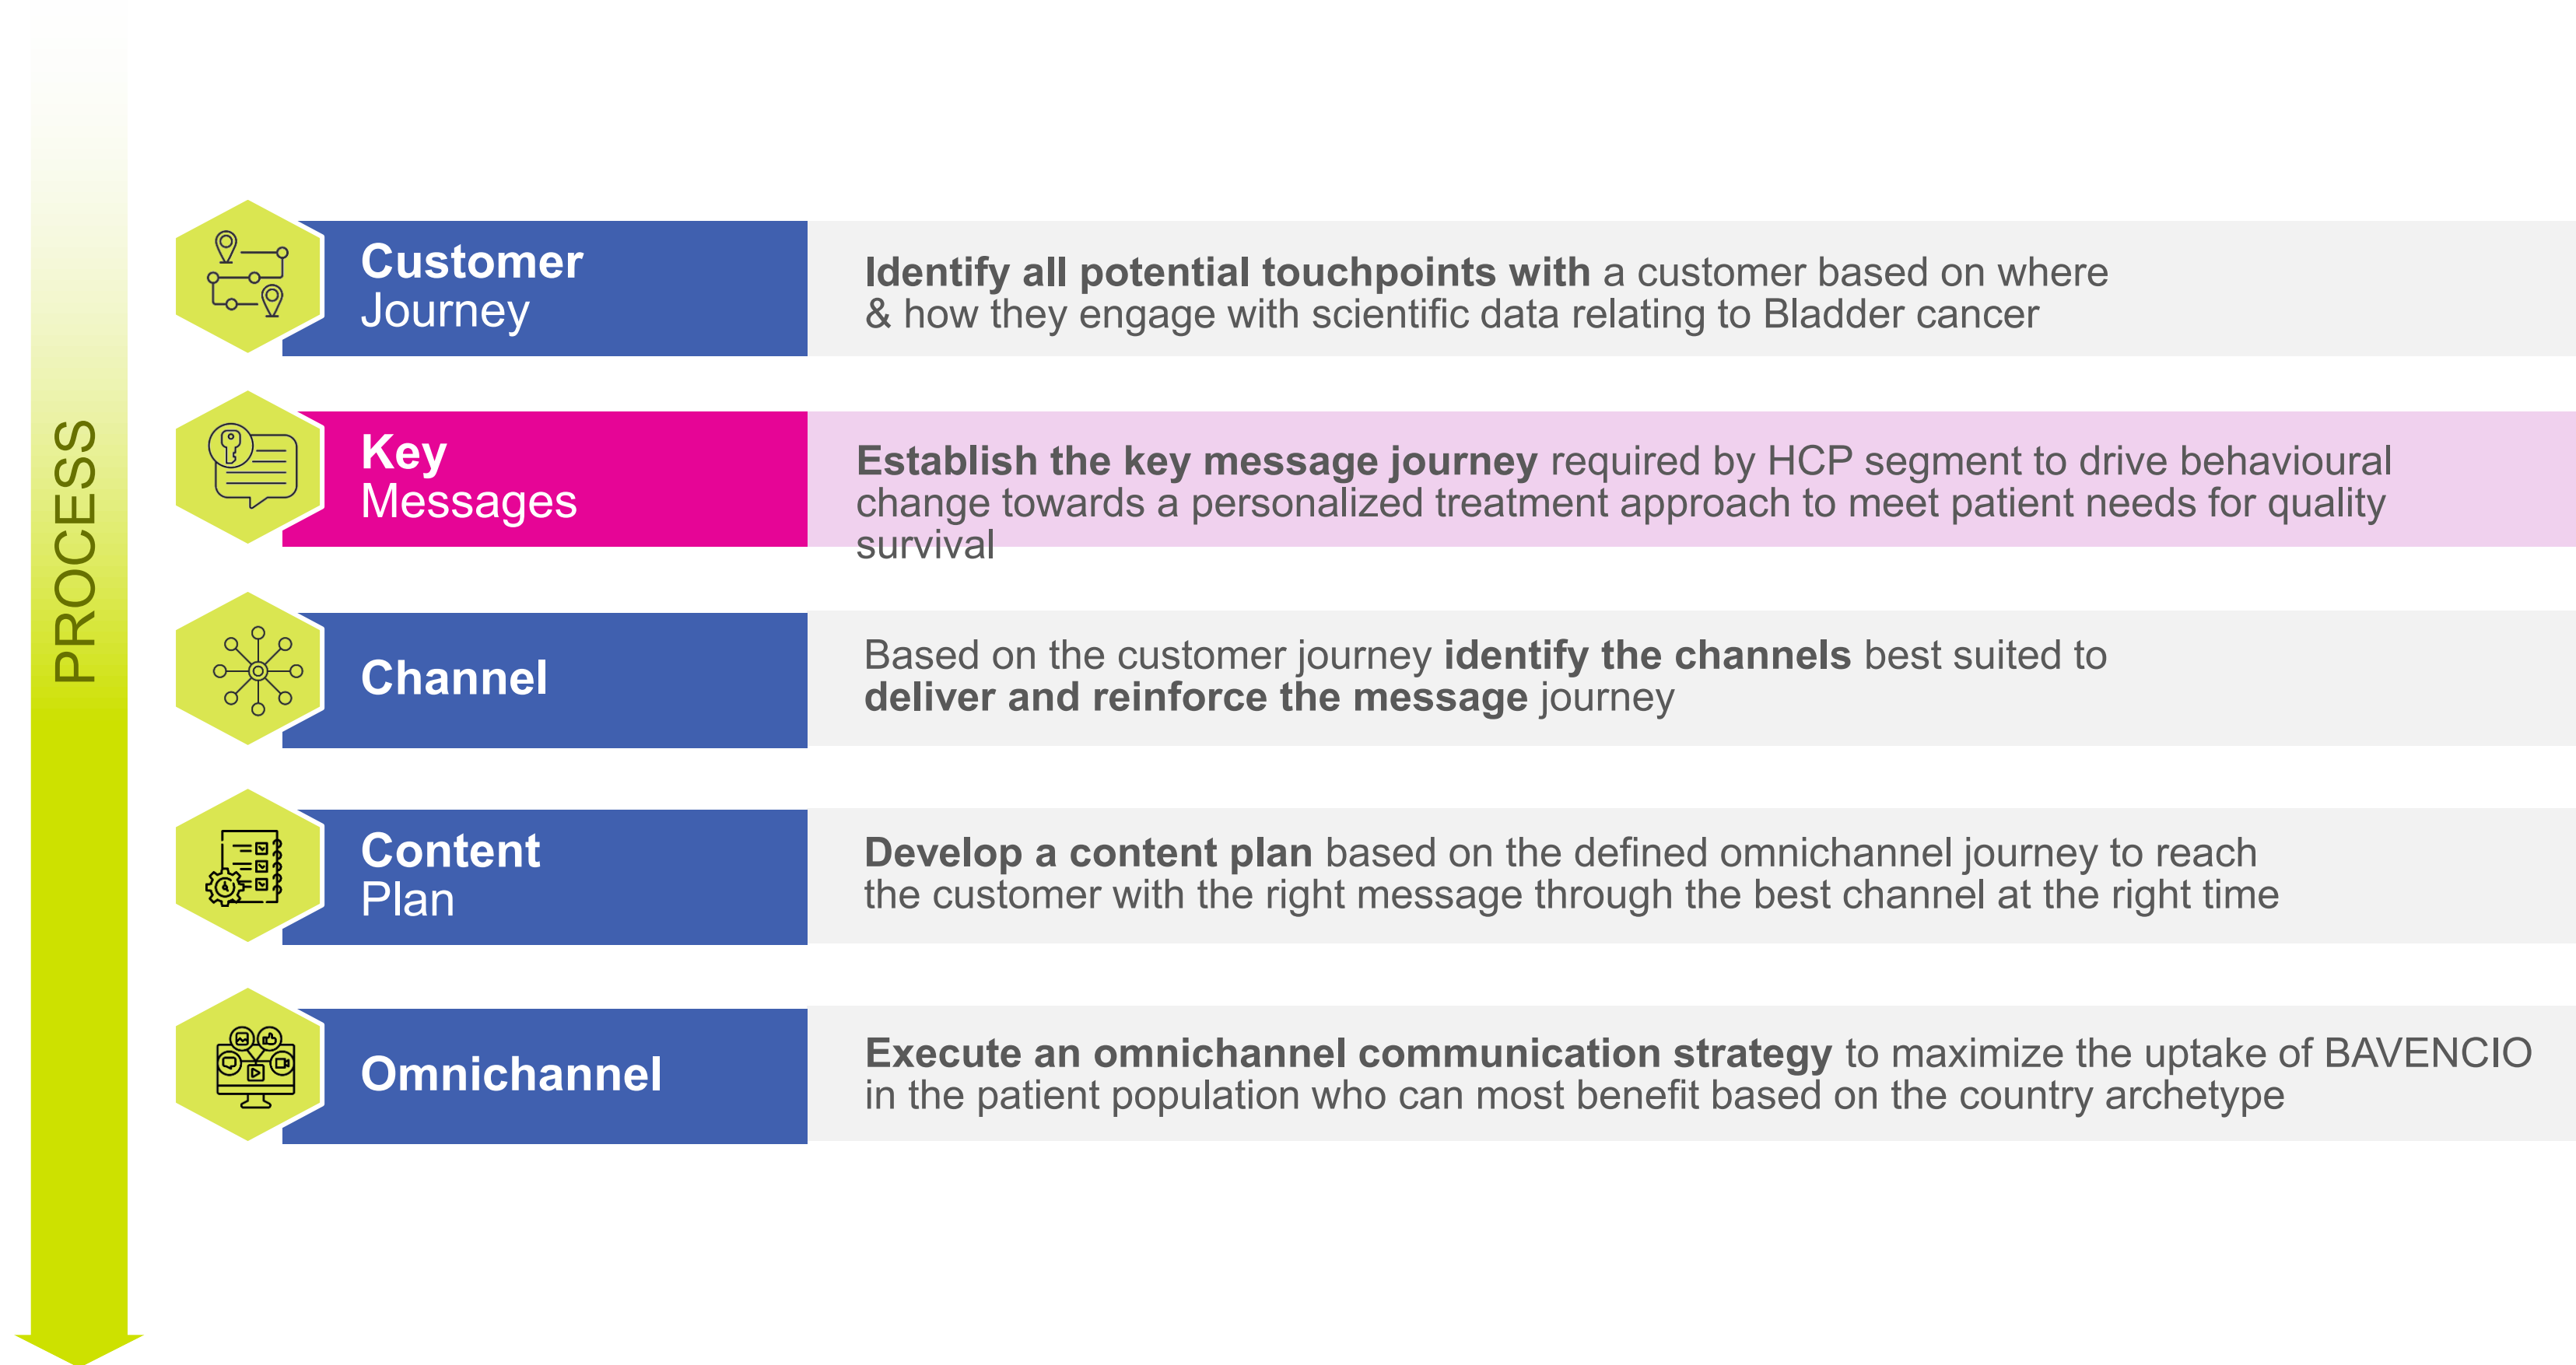 PROCESS
Customer
Journey
Identify all potential touchpoints with a customer based on where
& how they engage with scientific data relating to Bladder cancer
Key
Messages
Establish the key message journey required by HCP segment to drive behavioural
change towards a personalized treatment approach to meet patient needs for quality
survival
Channel
Based on the customer journey identify the channels best suited to
deliver and reinforce the message journey
Content
Plan
Develop a content plan based on the defined omnichannel journey to reach
the customer with the right message through the best channel at the right time
Omnichannel
Execute an omnichannel communication strategy to maximize the uptake of BAVENCIO
in the patient population who can most benefit based on the country archetype